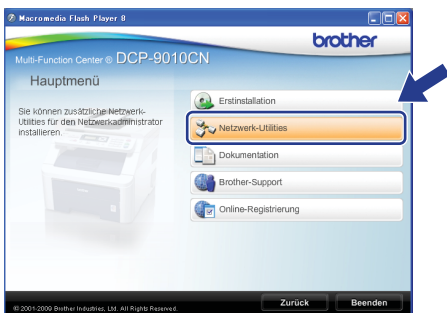 Macromedia Flash Player 8
brother
Multi-Function Center ® DCP-9010CN
Hauptmenü
Sie können zusätzliche Netzwerk-
Utilities für den Netzwerkadministrator
installieren.
Erstinstallation
Netzwerk-Utilities
Dokumentation
Brother-Support
Online-Registrierung
© 2001-2009 Brother Industries, Ltd. All Rights Reserved.
Zurück
Beenden